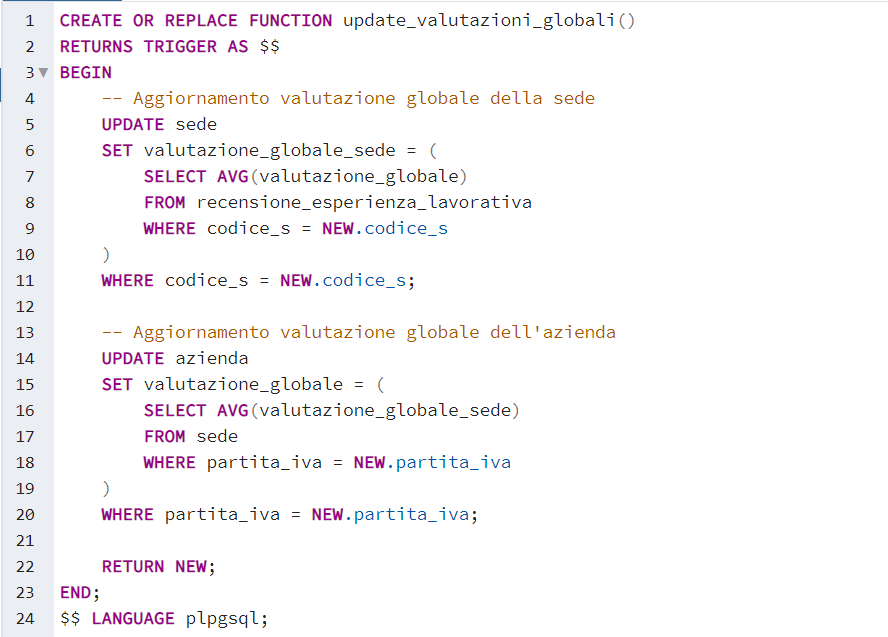 1 CREATE OR REPLACE FUNCTION update_valutazioni_globali()
2 RETURNS TRIGGER AS $$
3 BEGIN
4     -- Aggiornamento valutazione globale della sede
5     UPDATE sede
6     SET valutazione_globale_sede = (
7         SELECT AVG(valutazione_globale)
8         FROM recensione_esperienza_lavorativa
9         WHERE codice_s = NEW.codice_s
10     )
11     WHERE codice_s = NEW.codice_s;
12
13     -- Aggiornamento valutazione globale dell'azienda
14     UPDATE azienda
15     SET valutazione_globale = (
16         SELECT AVG(valutazione_globale_sede)
17         FROM sede
18         WHERE partita_iva = NEW.partita_iva
19     )
20     WHERE partita_iva = NEW.partita_iva;
21
22     RETURN NEW;
23 END;
24 $$ LANGUAGE plpgsql;